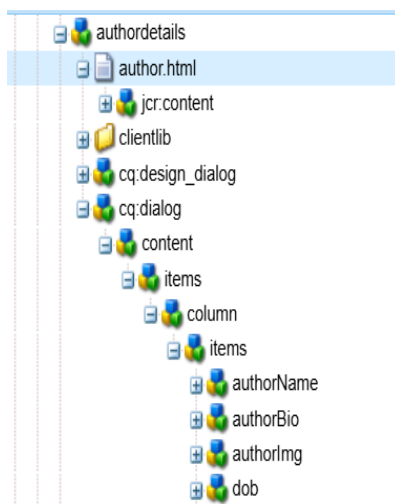 authordetails
author.html
jcr:content
clientlib
cq:design_dialog
cq:dialog
content
items
column
items
authorName
authorBio
authorImg
dob